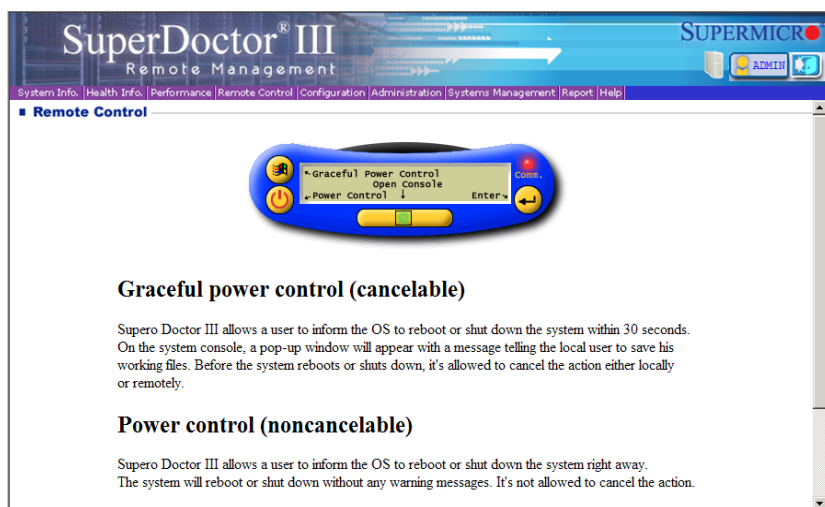 SuperDoctor® III
Remote Management
SUPERMICR
ADMIN
System Info. Health Info. Performance Remote Control Configuration Administration Systems Management Report Help
Remote Control
Graceful Power Control
Open Console
Power Control ↓ Enter
Comm.
Graceful power control (cancelable)
Supero Doctor III allows a user to inform the OS to reboot or shut down the system within 30 seconds.
On the system console, a pop-up window will appear with a message telling the local user to save his
working files. Before the system reboots or shuts down, it's allowed to cancel the action either locally
or remotely.
Power control (noncancelable)
Supero Doctor III allows a user to inform the OS to reboot or shut down the system right away.
The system will reboot or shut down without any warning messages. It's not allowed to cancel the action.